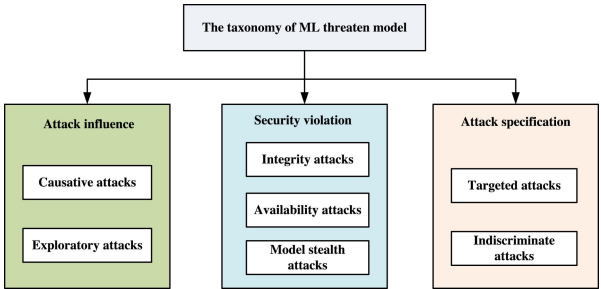 The taxonomy of ML threaten model
Attack influence
Causative attacks
Exploratory attacks
Security violation
Integrity attacks
Availability attacks
Model stealth
attacks
Attack specification
Targeted attacks
Indiscriminate
attacks